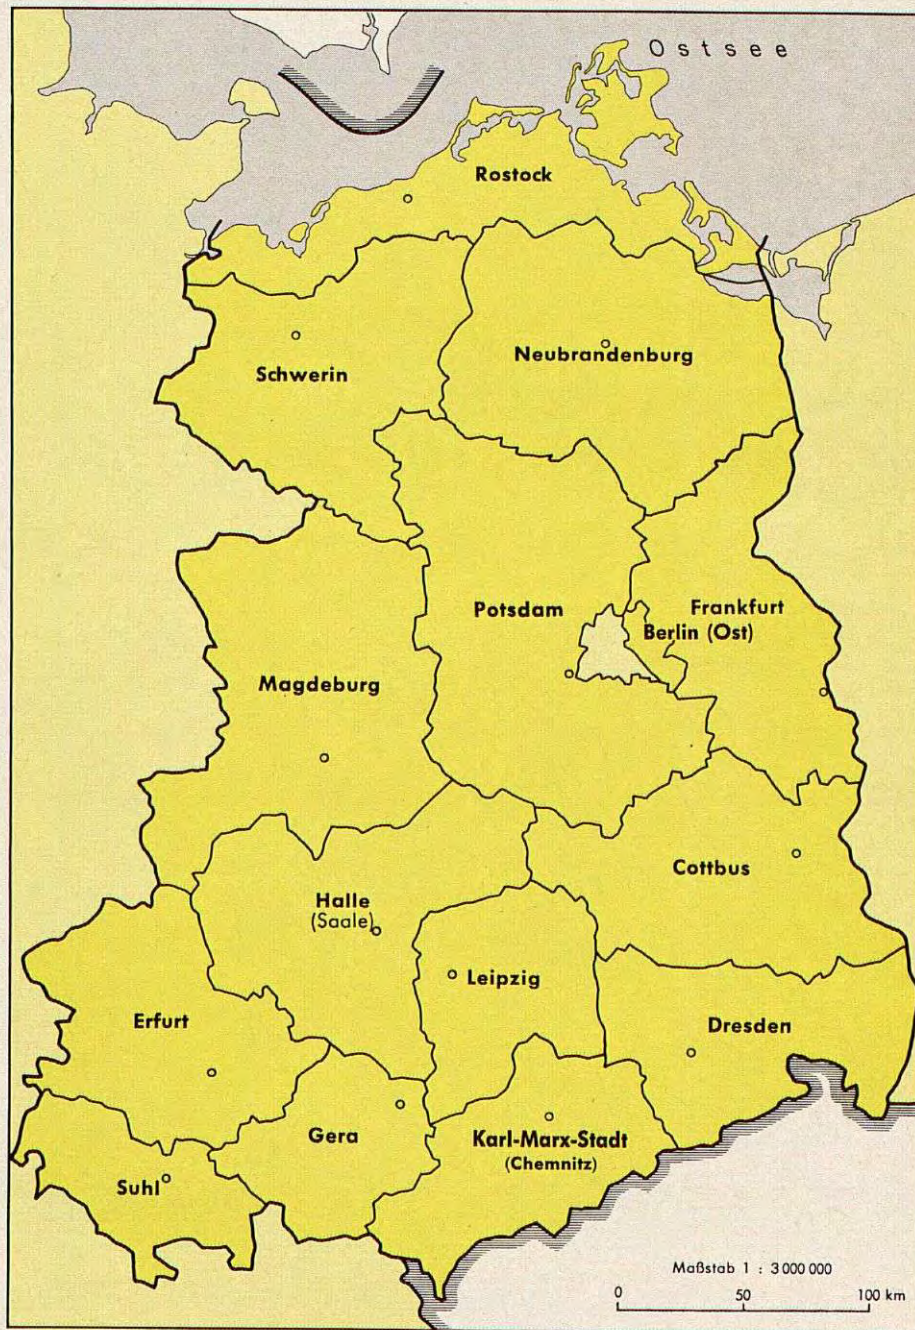 Ostsee
Rostock
Schwerin
Neubrandenburg
Potsdam
Frankfurt
Berlin (Ost)
Magdeburg
Cottbus
Halle
(Saale)
Leipzig
Erfurt
Dresden
Gera
Karl-Marx-Stadt
(Chemnitz)
Suhl
Maßstab 1 : 3 000 000
0 50 100 km